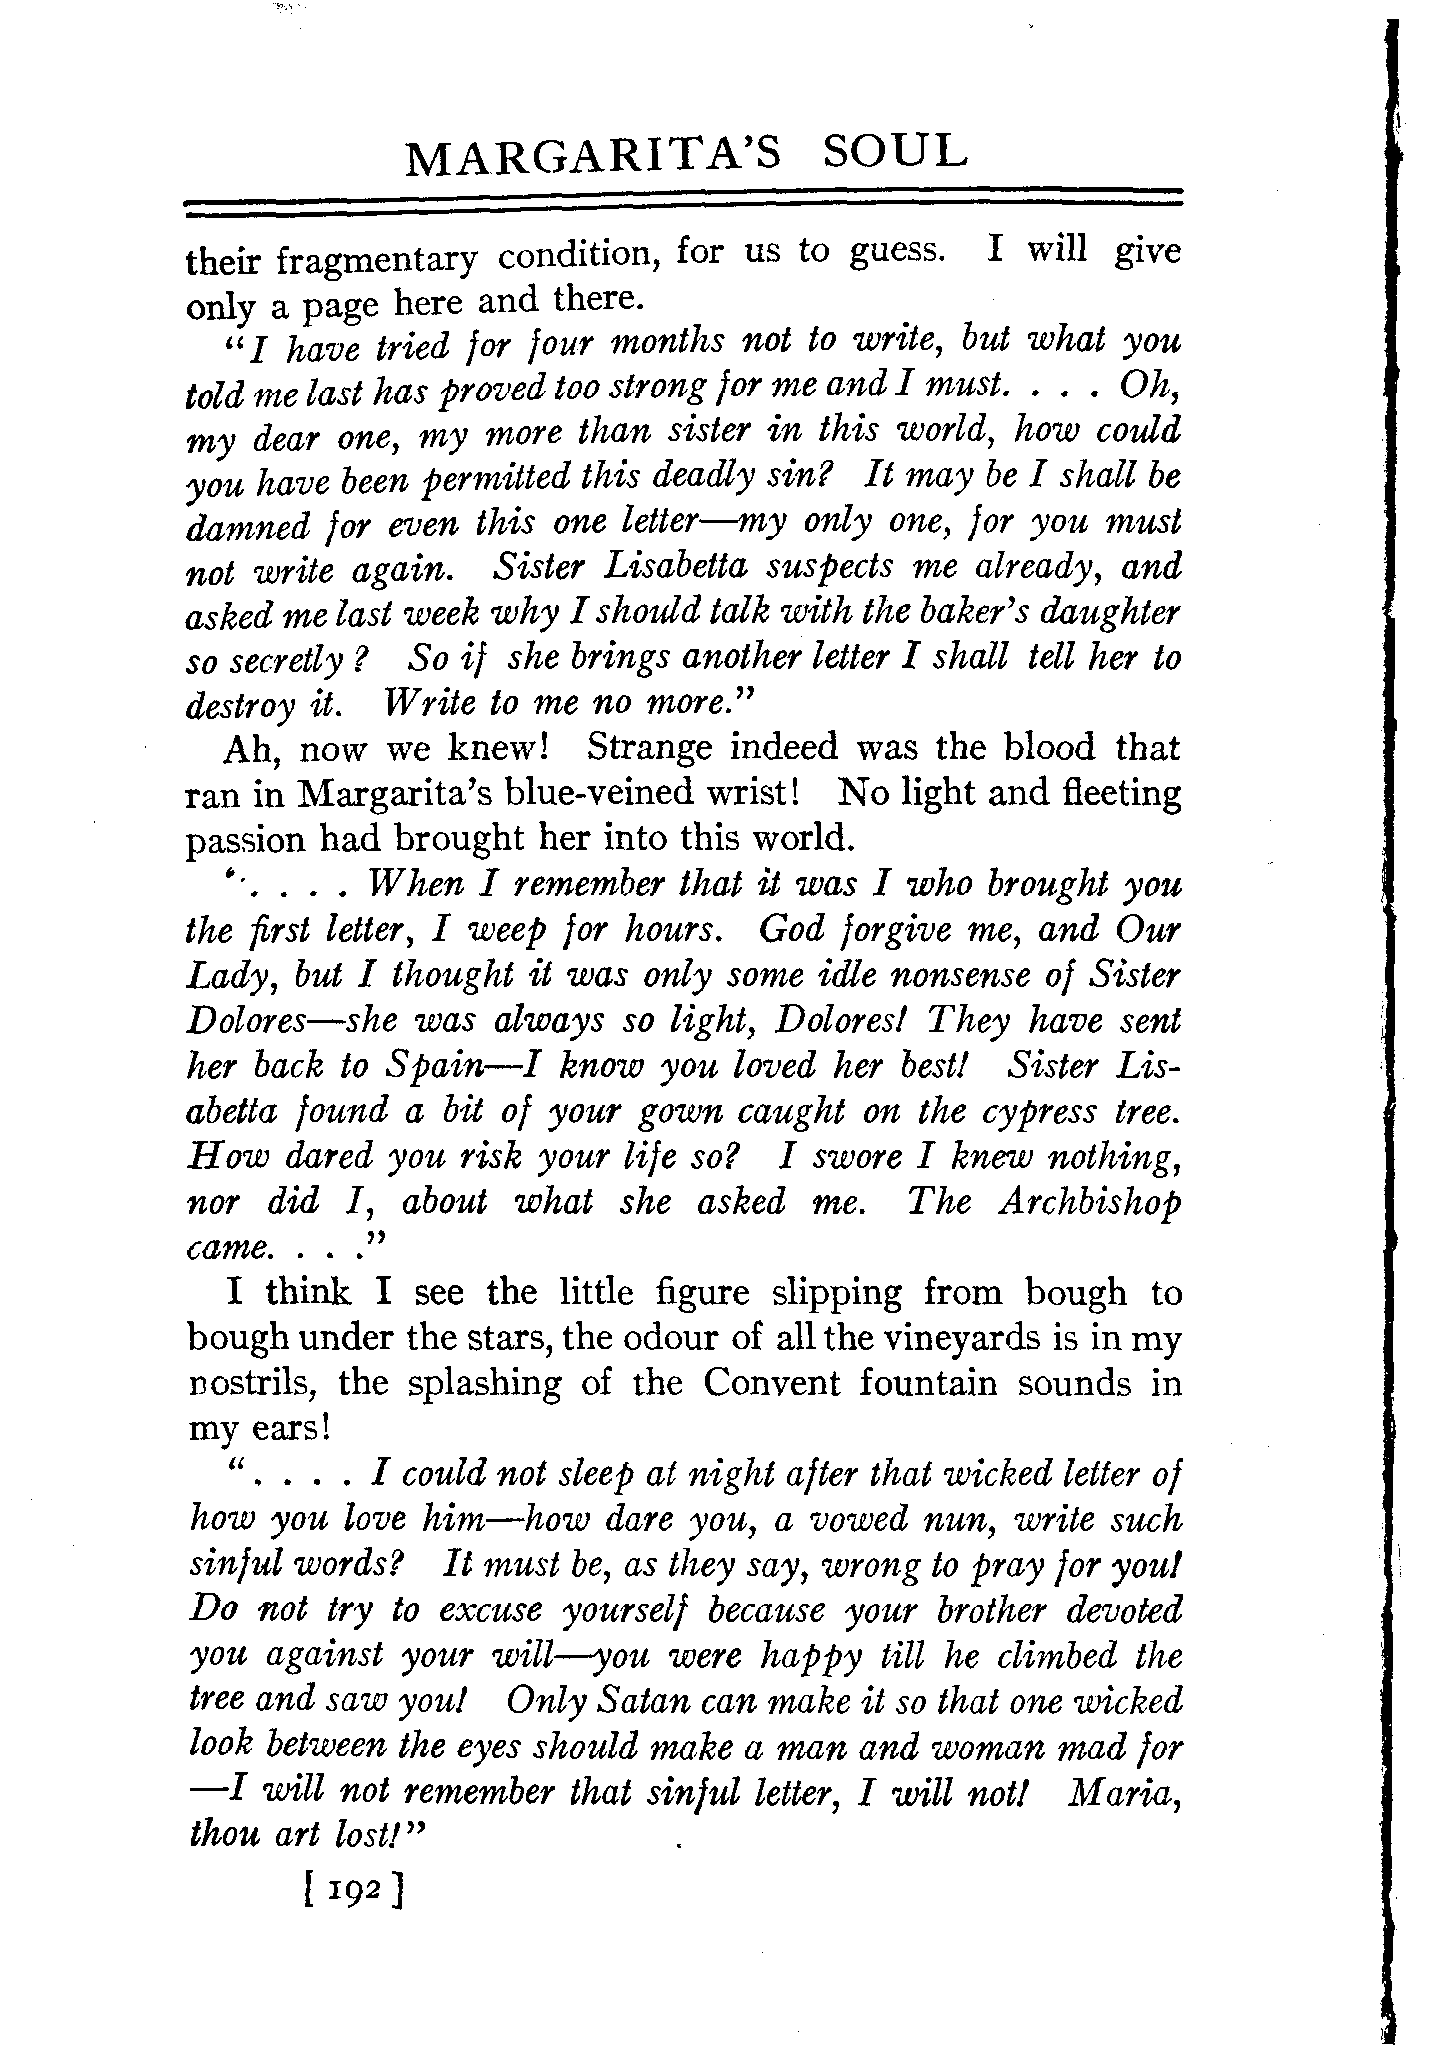 MARGARITA'S SOUL
their fragmentary condition, for us to guess. I will give
only a page here and there.
"I have tried for four months not to write, but what you
told me last has proved too strong for me and I must. . . . Oh,
my dear one, my more than sister in this world, how could
you have been permitted this deadly sin? It may be I shall be
damned for even this one letter—my only one, for you must
not write again. Sister Lisabetta suspects me already, and
asked me last week why I should talk with the baker's daughter
so secretly? So if she brings another letter I shall tell her to
destroy it. Write to me no more."
Ah, now we knew! Strange indeed was the blood that
ran in Margarita's blue-veined wrist! No light and fleeting
passion had brought her into this world.
". . . . When I remember that it was I who brought you
the first letter, I weep for hours. God forgive me, and Our
Lady, but I thought it was only some idle nonsense of Sister
Dolores—she was always so light, Dolores! They have sent
her back to Spain—I know you loved her best! Sister Lis-
abetta found a bit of your gown caught on the cypress tree.
How dared you risk your life so? I swore I knew nothing,
nor did I, about what she asked me. The Archbishop
came. . . ."
I think I see the little figure slipping from bough to
bough under the stars, the odour of all the vineyards is in my
nostrils, the splashing of the Convent fountain sounds in
my ears!
". . . . I could not sleep at night after that wicked letter of
how you love him—how dare you, a vowed nun, write such
sinful words? It must be, as they say, wrong to pray for you!
Do not try to excuse yourself because your brother devoted
you against your will—you were happy till he climbed the
tree and saw you! Only Satan can make it so that one wicked
look between the eyes should make a man and woman mad for
—I will not remember that sinful letter, I will not! Maria,
thou art lost!"
[ 192 ]